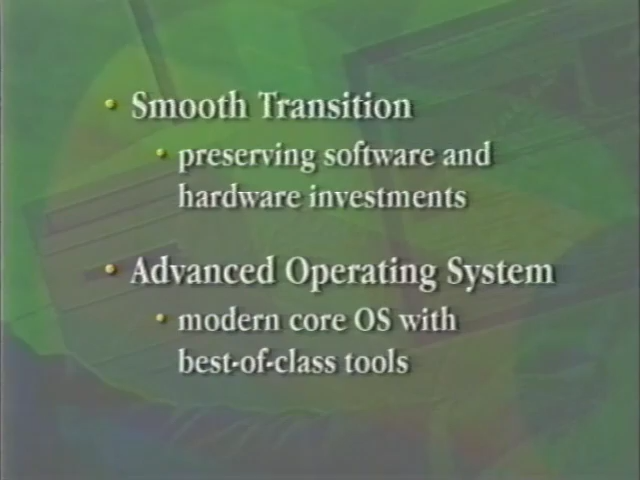 • Smooth Transition
• preserving software and
hardware investments
• Advanced Operating System
• modern core OS with
best-of-class tools